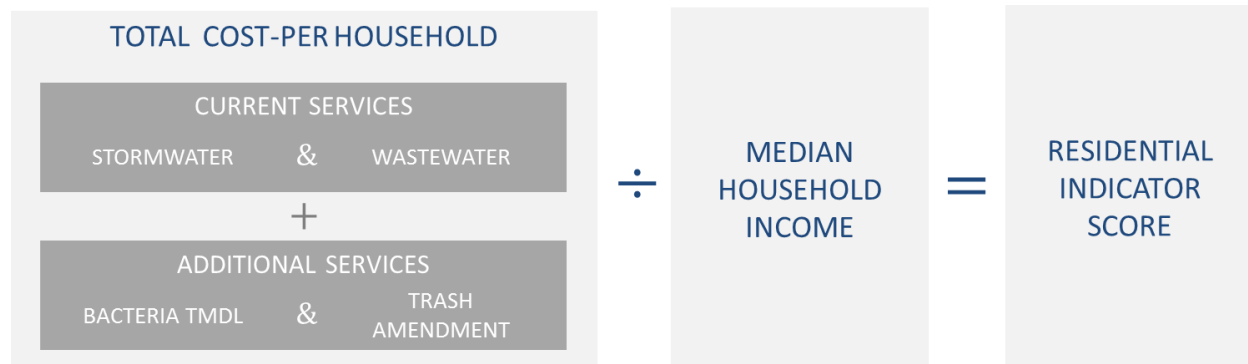 TOTAL COST-PER HOUSEHOLD
CURRENT SERVICES
STORMWATER & WASTEWATER
+
ADDITIONAL SERVICES
BACTERIA TMDL & TRASH
AMENDMENT
÷
MEDIAN
HOUSEHOLD
INCOME
=
RESIDENTIAL
INDICATOR
SCORE